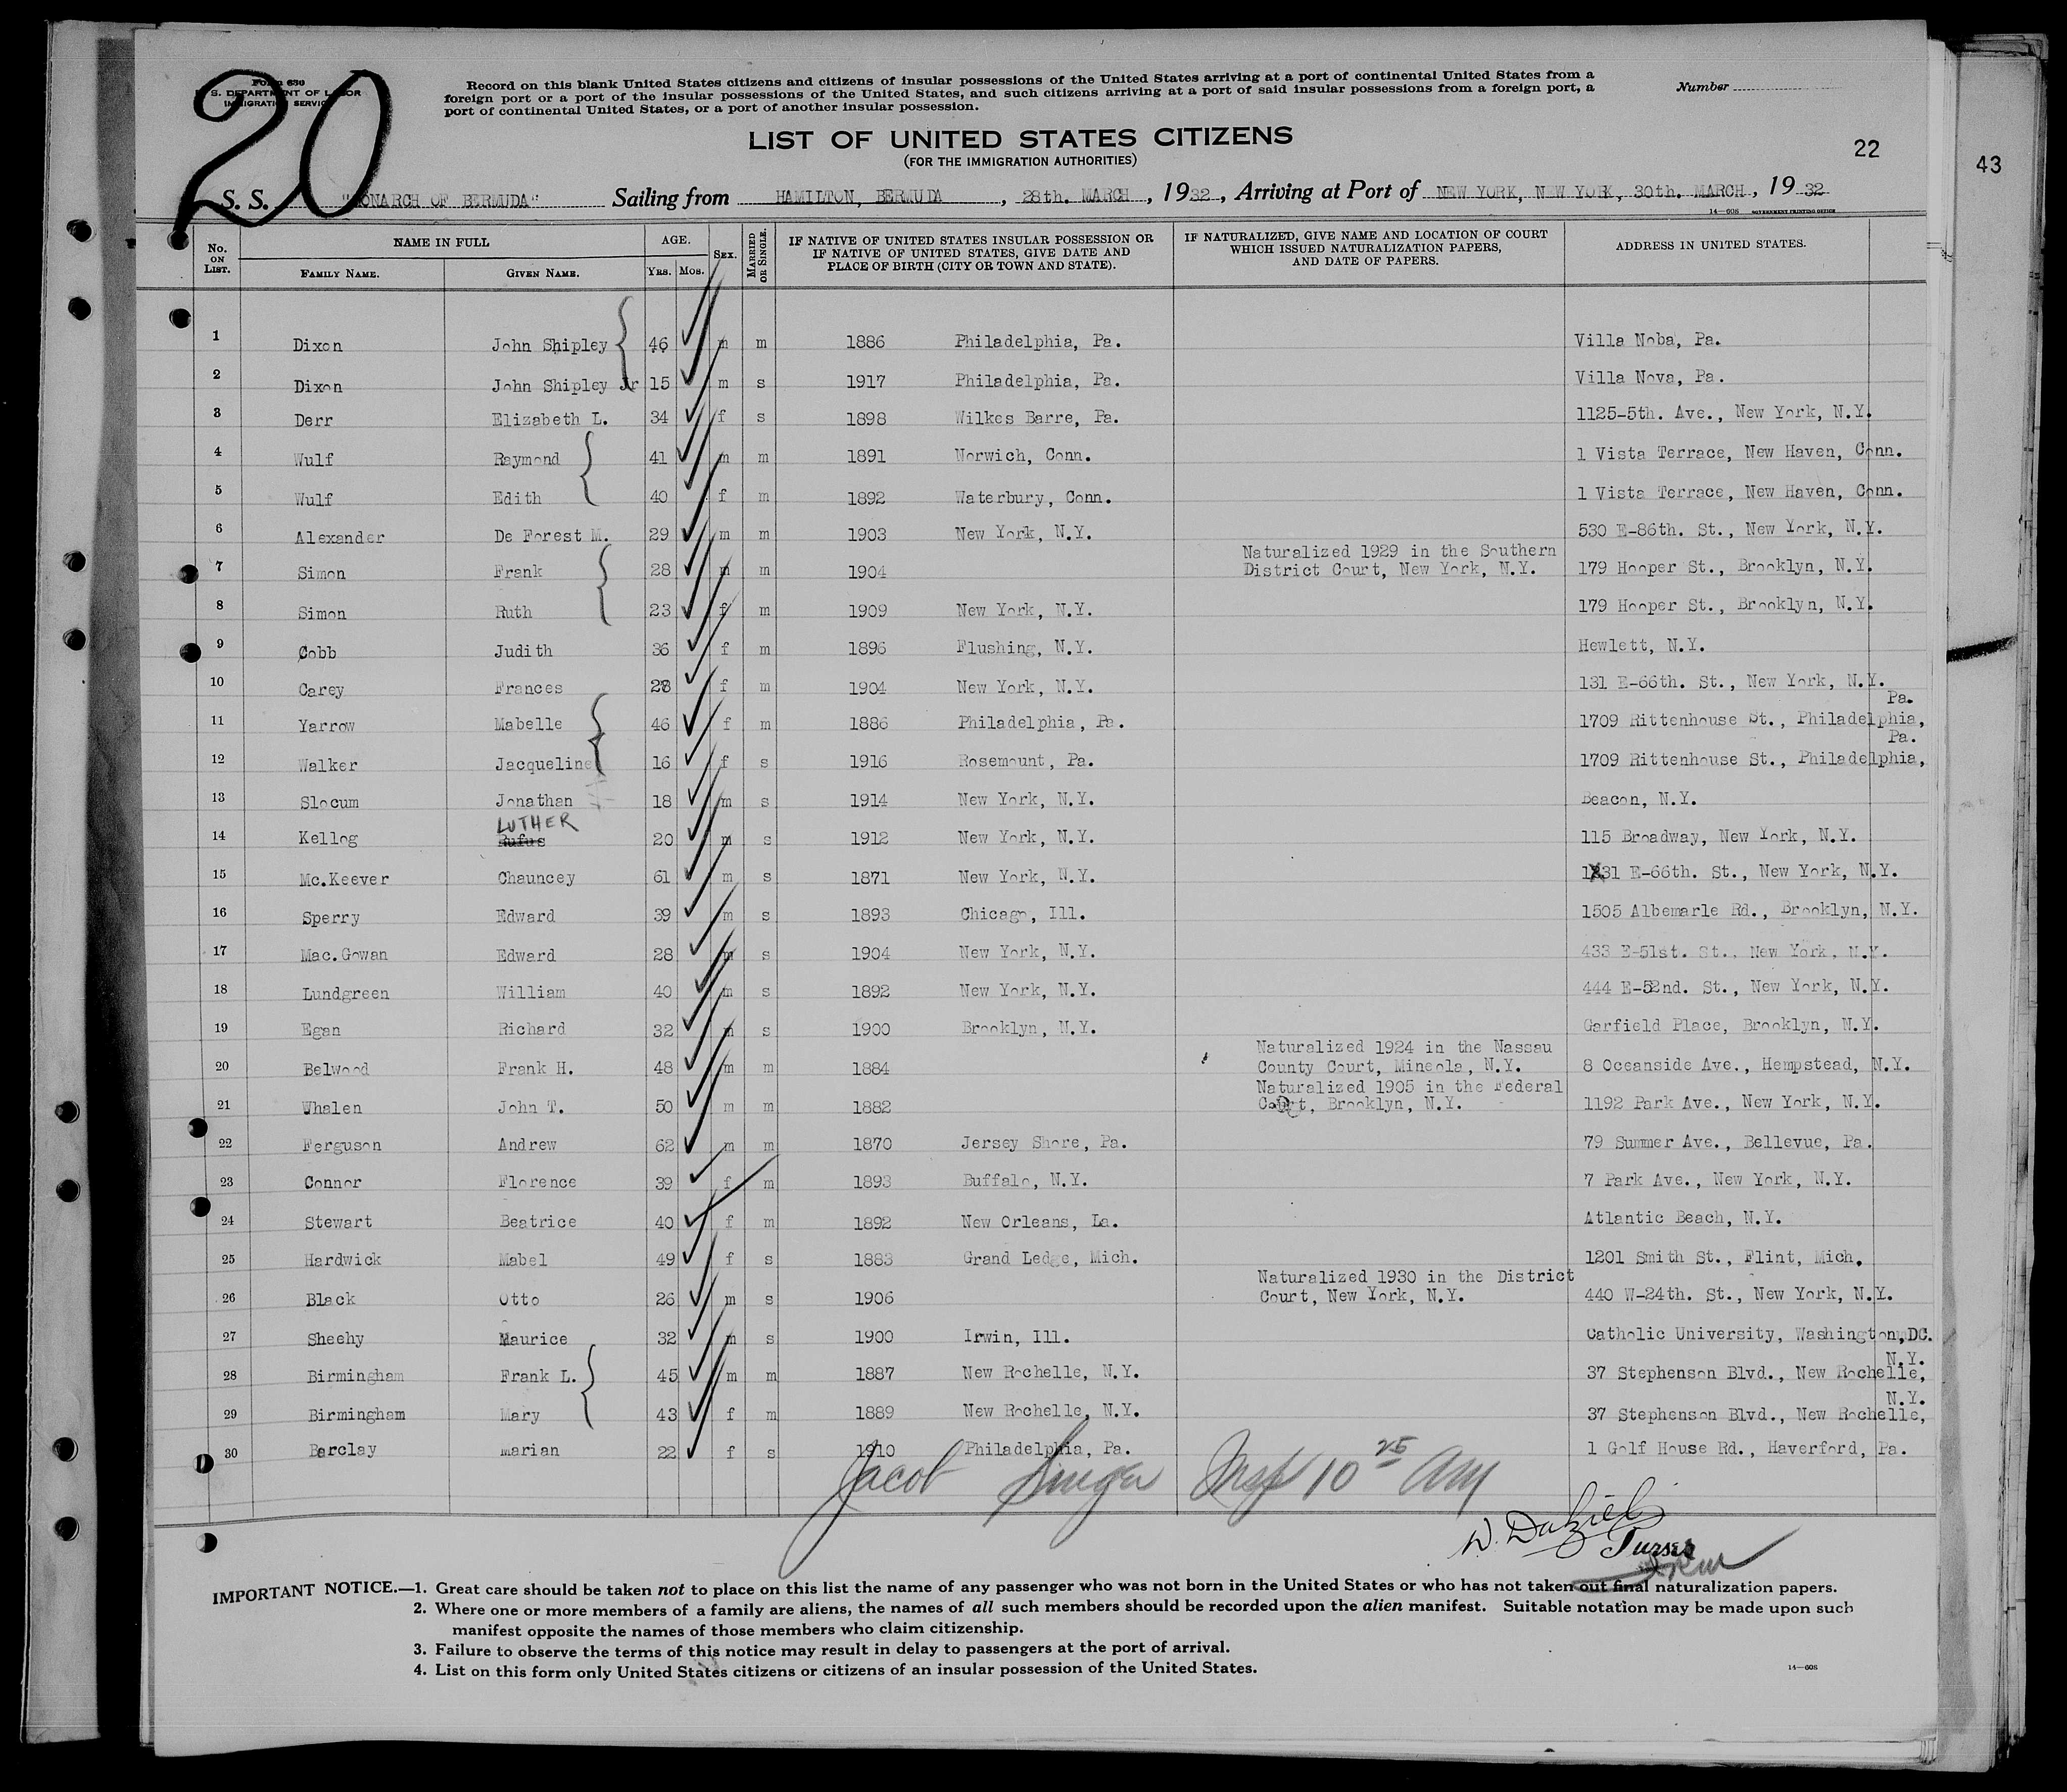 20
Form 630
U. S. DEPARTMENT OF LABOR
IMMIGRATION SERVICE
Record on this blank United States citizens and citizens of insular possessions of the United States arriving at a port of continental United States from a
foreign port or a port of the insular possessions of the United States, and such citizens arriving at a port of said insular possessions from a foreign port, a
port of continental United States, or a port of another insular possession.
Number
LIST OF UNITED STATES CITIZENS
(FOR THE IMMIGRATION AUTHORITIES)
22
43
S. S. "MONARCH OF BERMUDA" Sailing from HAMILTON, BERMUDA, 28th. MARCH, 1932, Arriving at Port of NEW YORK, NEW YORK, 30th. MARCH, 1932
14—608 GOVERNMENT PRINTING OFFICE
No. ON LIST. NAME IN FULL AGE. SEX. MARRIED OR SINGLE. IF NATIVE OF UNITED STATES INSULAR POSSESSION OR IF NATIVE OF UNITED STATES, GIVE DATE AND PLACE OF BIRTH (CITY OR TOWN AND STATE). IF NATURALIZED, GIVE NAME AND LOCATION OF COURT WHICH ISSUED NATURALIZATION PAPERS, AND DATE OF PAPERS. ADDRESS IN UNITED STATES.
FAMILY NAME. GIVEN NAME. YRS. MOS.
1 Dixon John Shipley 46 m m 1886 Philadelphia, Pa. Villa Noba, Pa.
2 Dixon John Shipley Jr 15 m s 1917 Philadelphia, Pa. Villa Nova, Pa.
3 Derr Elizabeth L. 34 f s 1898 Wilkes Barre, Pa. 1125-5th. Ave., New York, N.Y.
4 Wulf Raymond 41 m m 1891 Norwich, Conn. 1 Vista Terrace, New Haven, Conn.
5 Wulf Edith 40 f m 1892 Waterbury, Conn. 1 Vista Terrace, New Haven, Conn.
6 Alexander De Forest M. 29 m m 1903 New York, N.Y. 530 E-86th. St., New York, N.Y.
7 Simon Frank 28 m m 1904 Naturalized 1929 in the Southern District Court, New York, N.Y. 179 Hooper St., Brooklyn, N.Y.
8 Simon Ruth 23 f m 1909 New York, N.Y. 179 Hooper St., Brooklyn, N.Y.
9 Cobb Judith 36 f m 1896 Flushing, N.Y. Hewlett, N.Y.
10 Carey Frances 28 f m 1904 New York, N.Y. 131 E-66th. St., New York, N.Y.
11 Yarrow Mabelle 46 f m 1886 Philadelphia, Pa. 1709 Rittenhouse St., Philadelphia, Pa.
12 Walker Jacqueline 16 f s 1916 Rosemount, Pa. 1709 Rittenhouse St., Philadelphia, Pa.
13 Slocum Jonathan 18 m s 1914 New York, N.Y. Beacon, N.Y.
LUTHER
14 Kellog Rufus 20 m s 1912 New York, N.Y. 115 Broadway, New York, N.Y.
15 Mc.Keever Chauncey 61 m s 1871 New York, N.Y. 131 E-66th. St., New York, N.Y.
16 Sperry Edward 39 m s 1893 Chicago, Ill. 1505 Albemarle Rd., Brooklyn, N.Y.
17 Mac.Gowan Edward 28 m s 1904 New York, N.Y. 433 E-51st. St., New York, N.Y.
18 Lundgreen William 40 m s 1892 New York, N.Y. 444 E-52nd. St., New York, N.Y.
19 Egan Richard 32 m s 1900 Brooklyn, N.Y. Garfield Place, Brooklyn, N.Y.
20 Belwood Frank H. 48 m m 1884 Naturalized 1924 in the Nassau County Court, Mineola, N.Y. 8 Oceanside Ave., Hempstead, N.Y.
21 Whalen John T. 50 m m 1882 Naturalized 1905 in the Federal Court, Brooklyn, N.Y. 1192 Park Ave., New York, N.Y.
22 Ferguson Andrew 62 m m 1870 Jersey Shore, Pa. 79 Summer Ave., Bellevue, Pa.
23 Connor Florence 39 f m 1893 Buffalo, N.Y. 7 Park Ave., New York, N.Y.
24 Stewart Beatrice 40 f m 1892 New Orleans, La. Atlantic Beach, N.Y.
25 Hardwick Mabel 49 f s 1883 Grand Ledge, Mich. 1201 Smith St., Flint, Mich.
26 Black Otto 26 m s 1906 Naturalized 1930 in the District Court, New York, N.Y. 440 W-24th. St., New York, N.Y.
27 Sheehy Maurice 32 m s 1900 Irwin, Ill. Catholic University, Washington, DC.
28 Birmingham Frank L. 45 m m 1887 New Rochelle, N.Y. 37 Stephenson Blvd., New Rochelle, N.Y.
29 Birmingham Mary 43 f m 1889 New Rochelle, N.Y. 37 Stephenson Blvd., New Rochelle, N.Y.
30 Barclay Marian 22 f s 1910 Philadelphia, Pa. 1 Golf House Rd., Haverford, Pa.
Jacob Singer Insp 10 25 AM
W. Dalziel
Purser
IMPORTANT NOTICE.—1. Great care should be taken not to place on this list the name of any passenger who was not born in the United States or who has not taken out final naturalization papers.
2. Where one or more members of a family are aliens, the names of all such members should be recorded upon the alien manifest. Suitable notation may be made upon such
manifest opposite the names of those members who claim citizenship.
3. Failure to observe the terms of this notice may result in delay to passengers at the port of arrival.
4. List on this form only United States citizens or citizens of an insular possession of the United States.
14—608